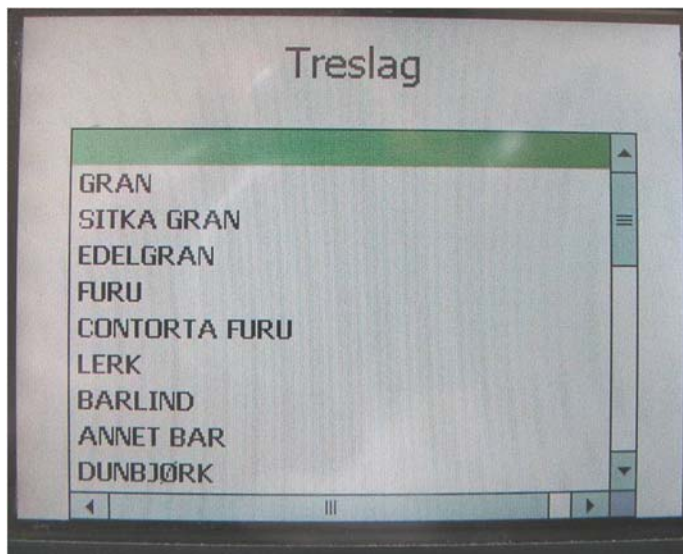 Treslag
GRAN
SITKA GRAN
EDELGRAN
FURU
CONTORTA FURU
LERK
BARLIND
ANNET BAR
DUNBJØRK